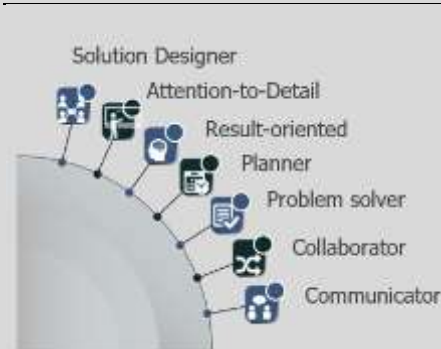 Solution Designer
Attention-to-Detail
Result-oriented
Planner
Problem solver
Collaborator
Communicator